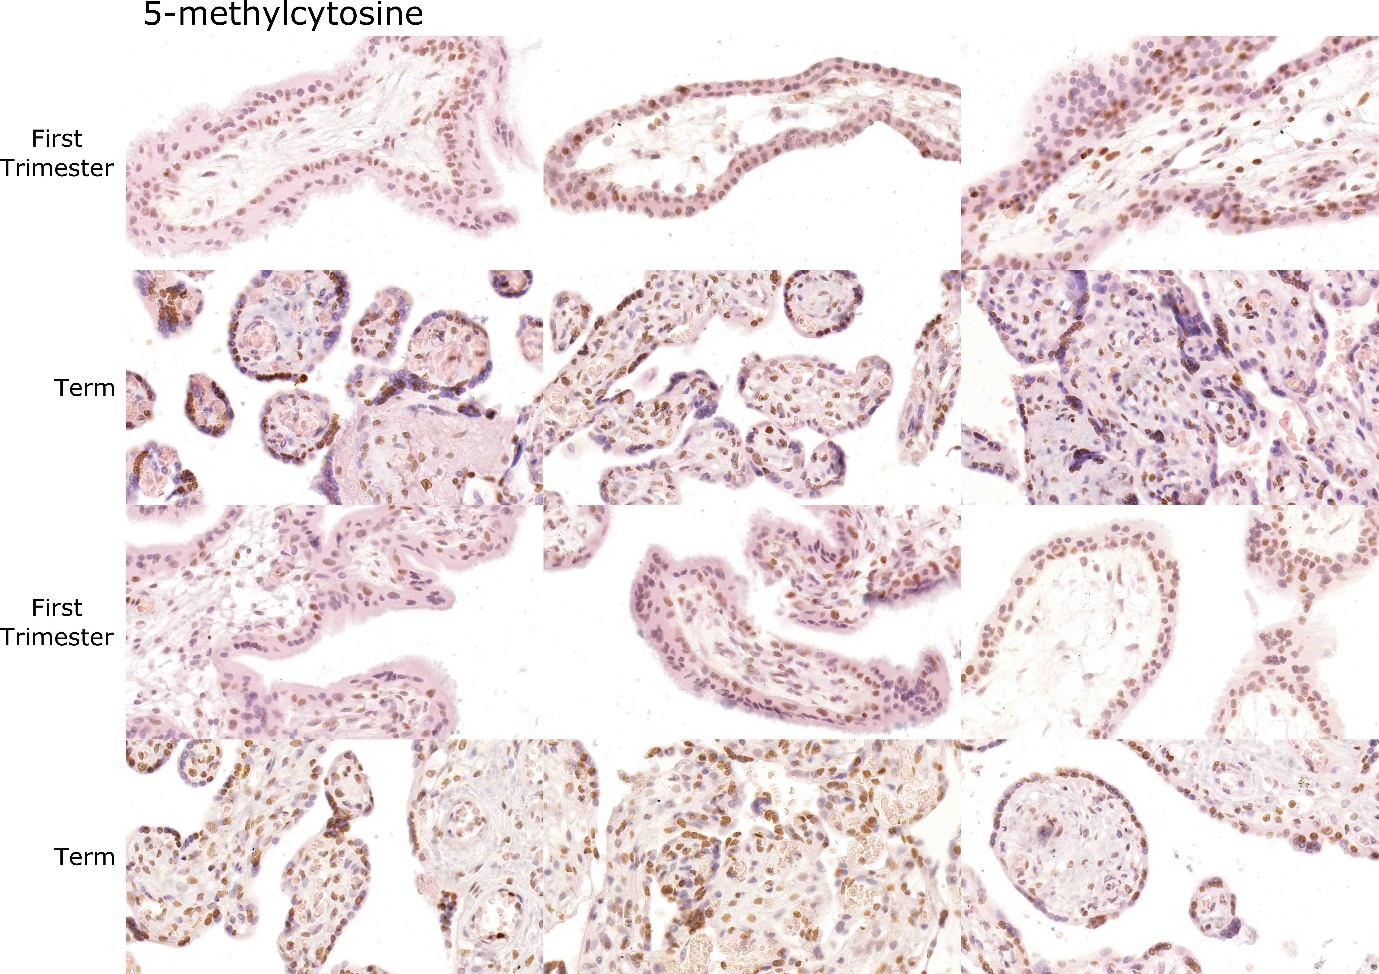 5-methylcytosine
First
Trimester
Term
First
Trimester
Term